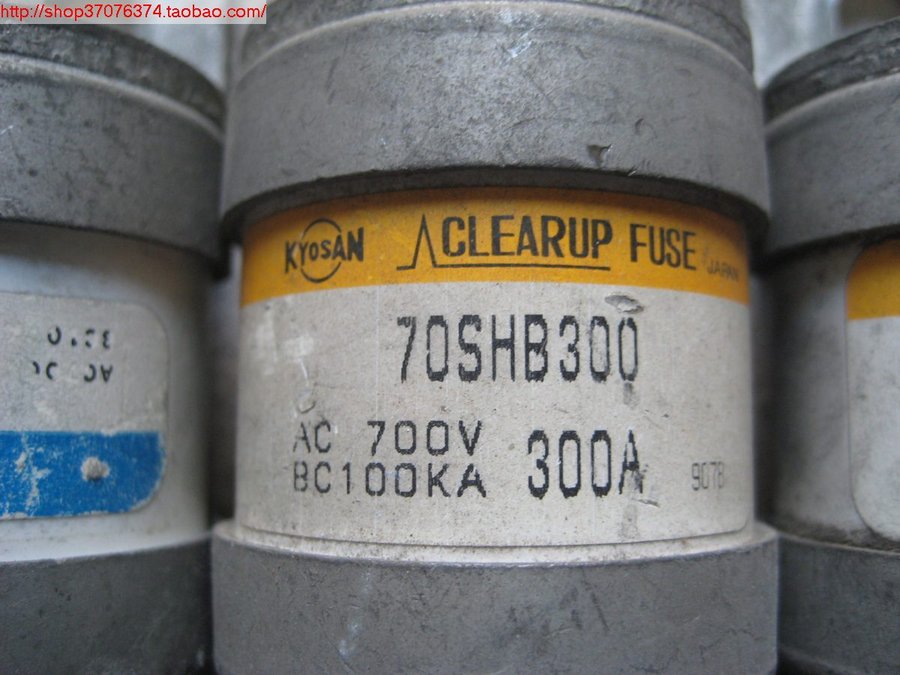 http://shop37076374.taobao.com/
KYOSAN CLEARUP FUSE JAPAN
70SHB300
AC 700V
BC100KA 300A 9078